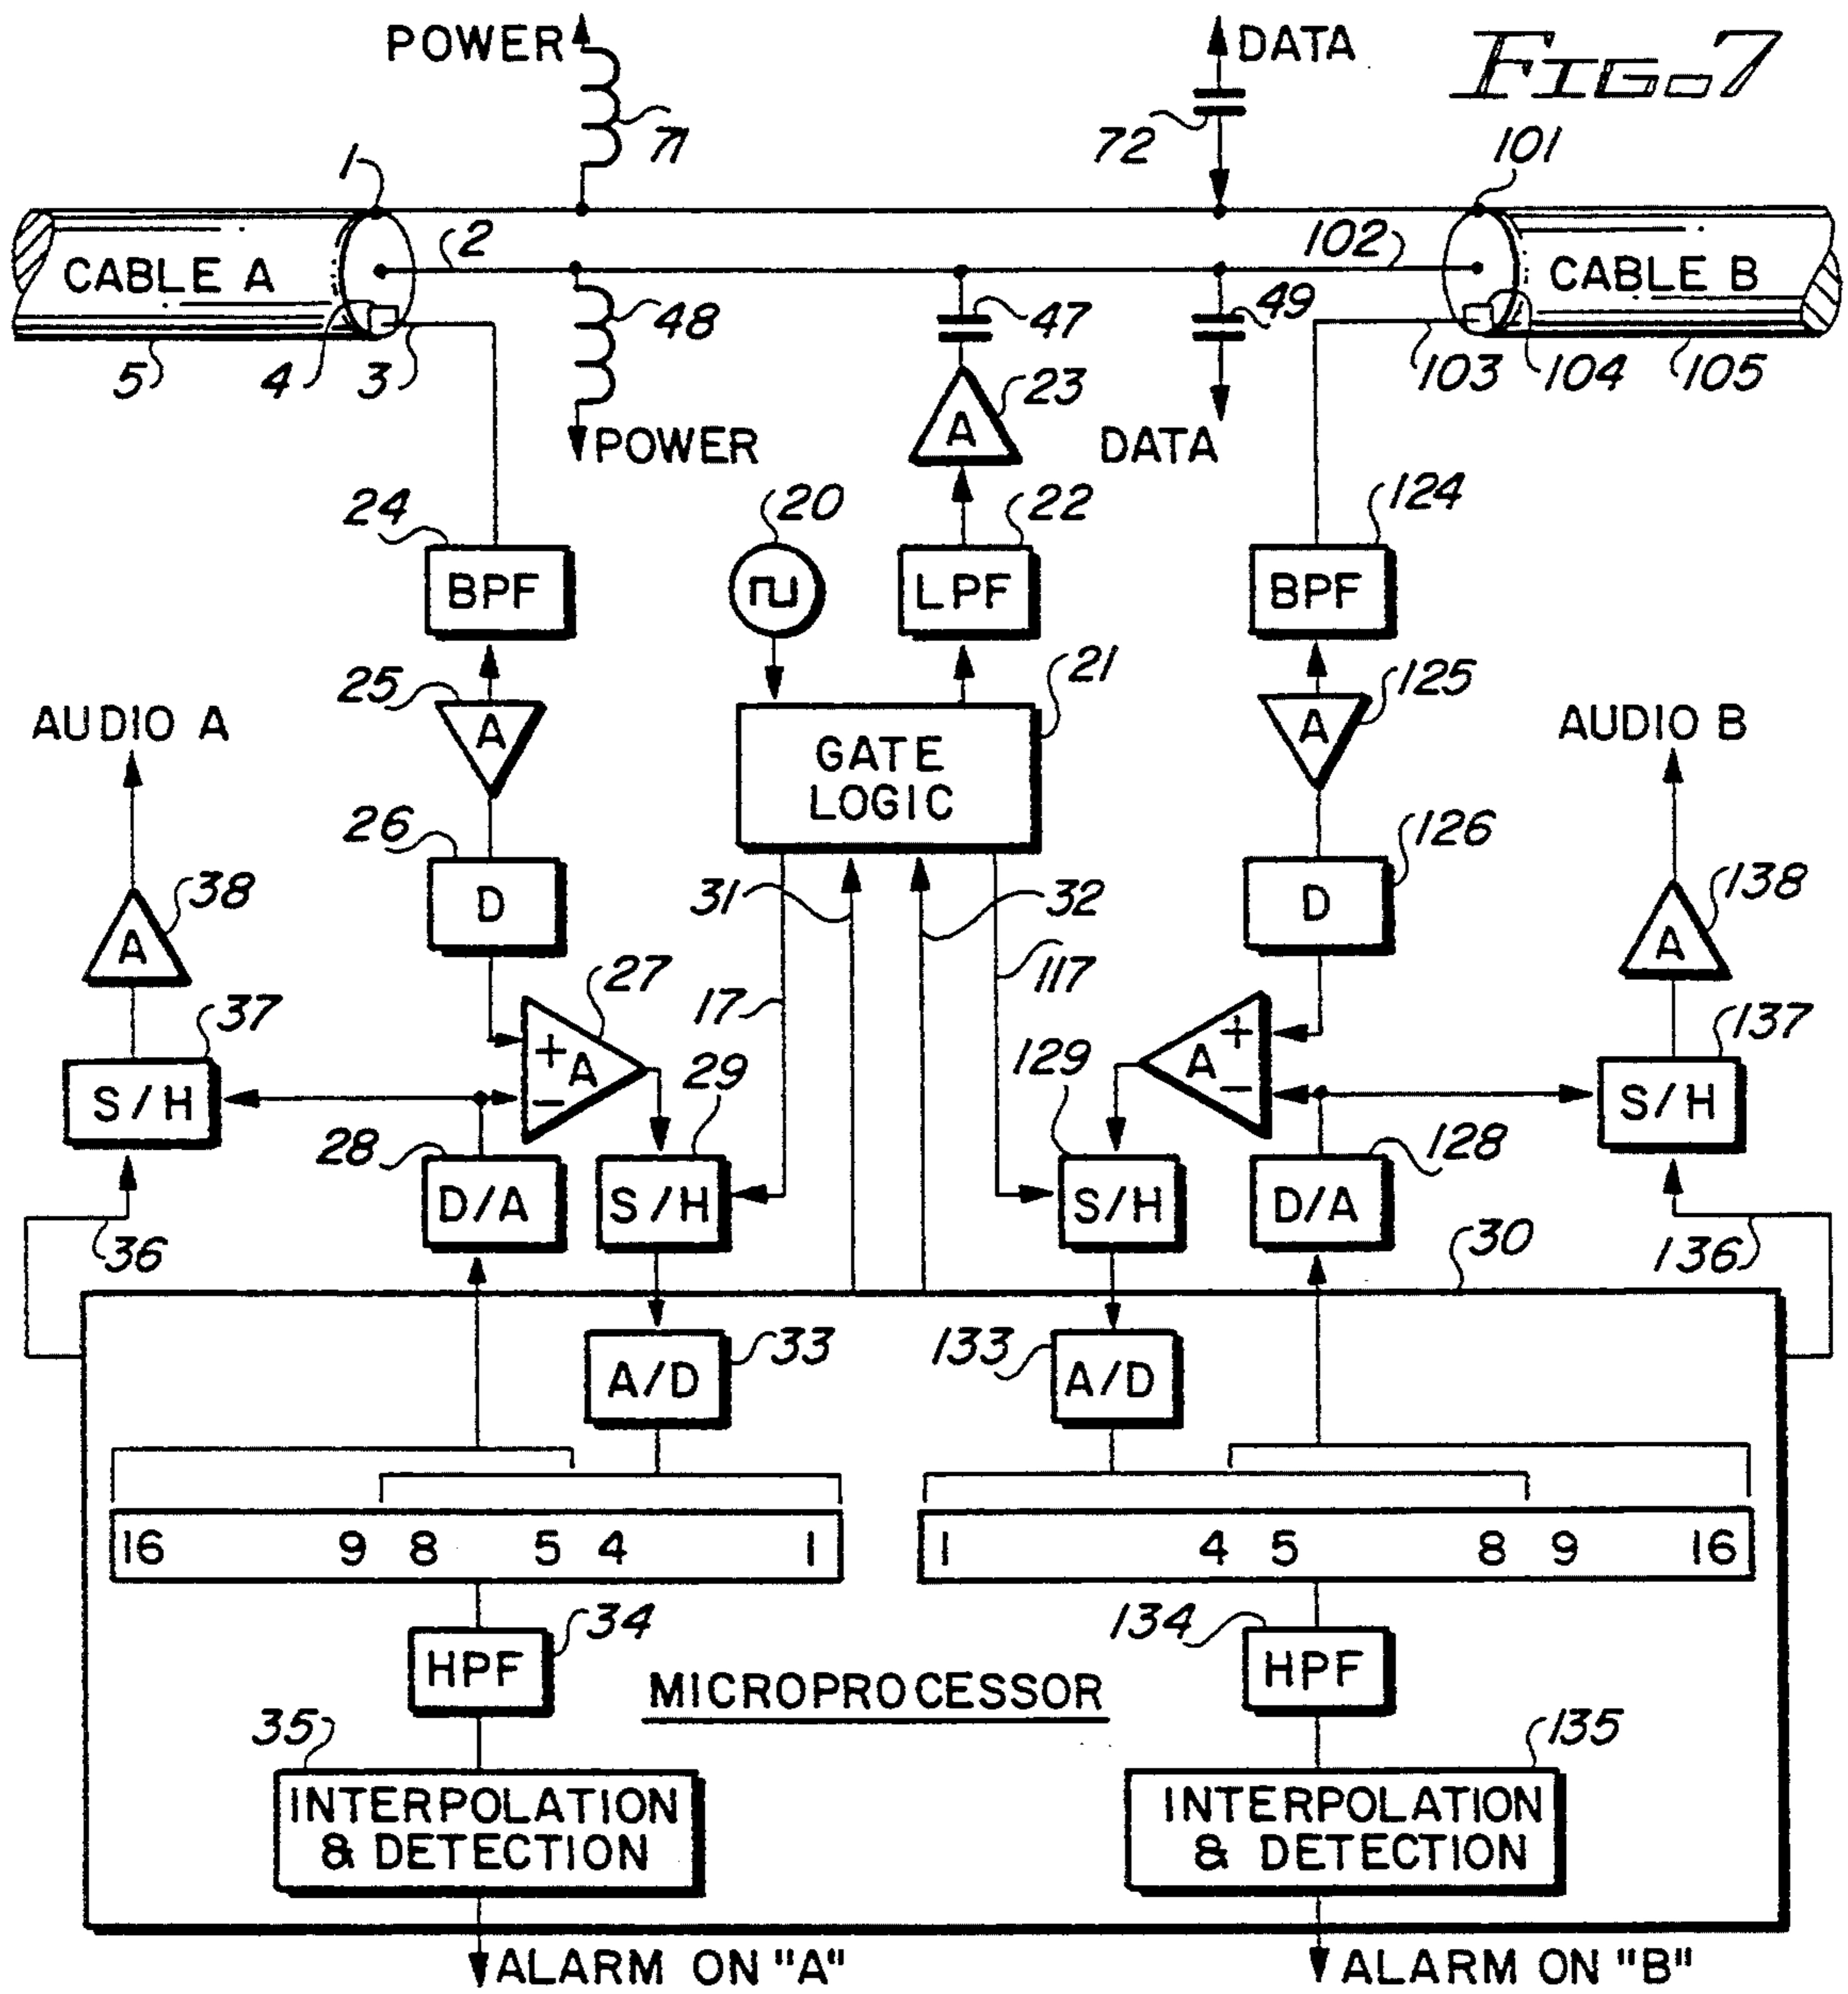 POWER
DATA
FIG. 7
71
72
101
1
2
102
CABLE A
CABLE B
48
47
49
5
4
3
23
103
104
105
A
POWER
DATA
24
20
22
124
BPF
LPF
BPF
25
21
125
AUDIO A
A
GATE
LOGIC
A
AUDIO B
26
126
38
D
31
32
D
138
A
A
27
117
37
17
137
+
A
-
29
129
A
+
-
S/H
S/H
28
128
D/A
S/H
S/H
D/A
36
30
136
33
133
A/D
A/D
16 9 8 5 4 1
1 4 5 8 9 16
34
134
HPF
HPF
MICROPROCESSOR
35
135
INTERPOLATION
& DETECTION
INTERPOLATION
& DETECTION
ALARM ON "A"
ALARM ON "B"